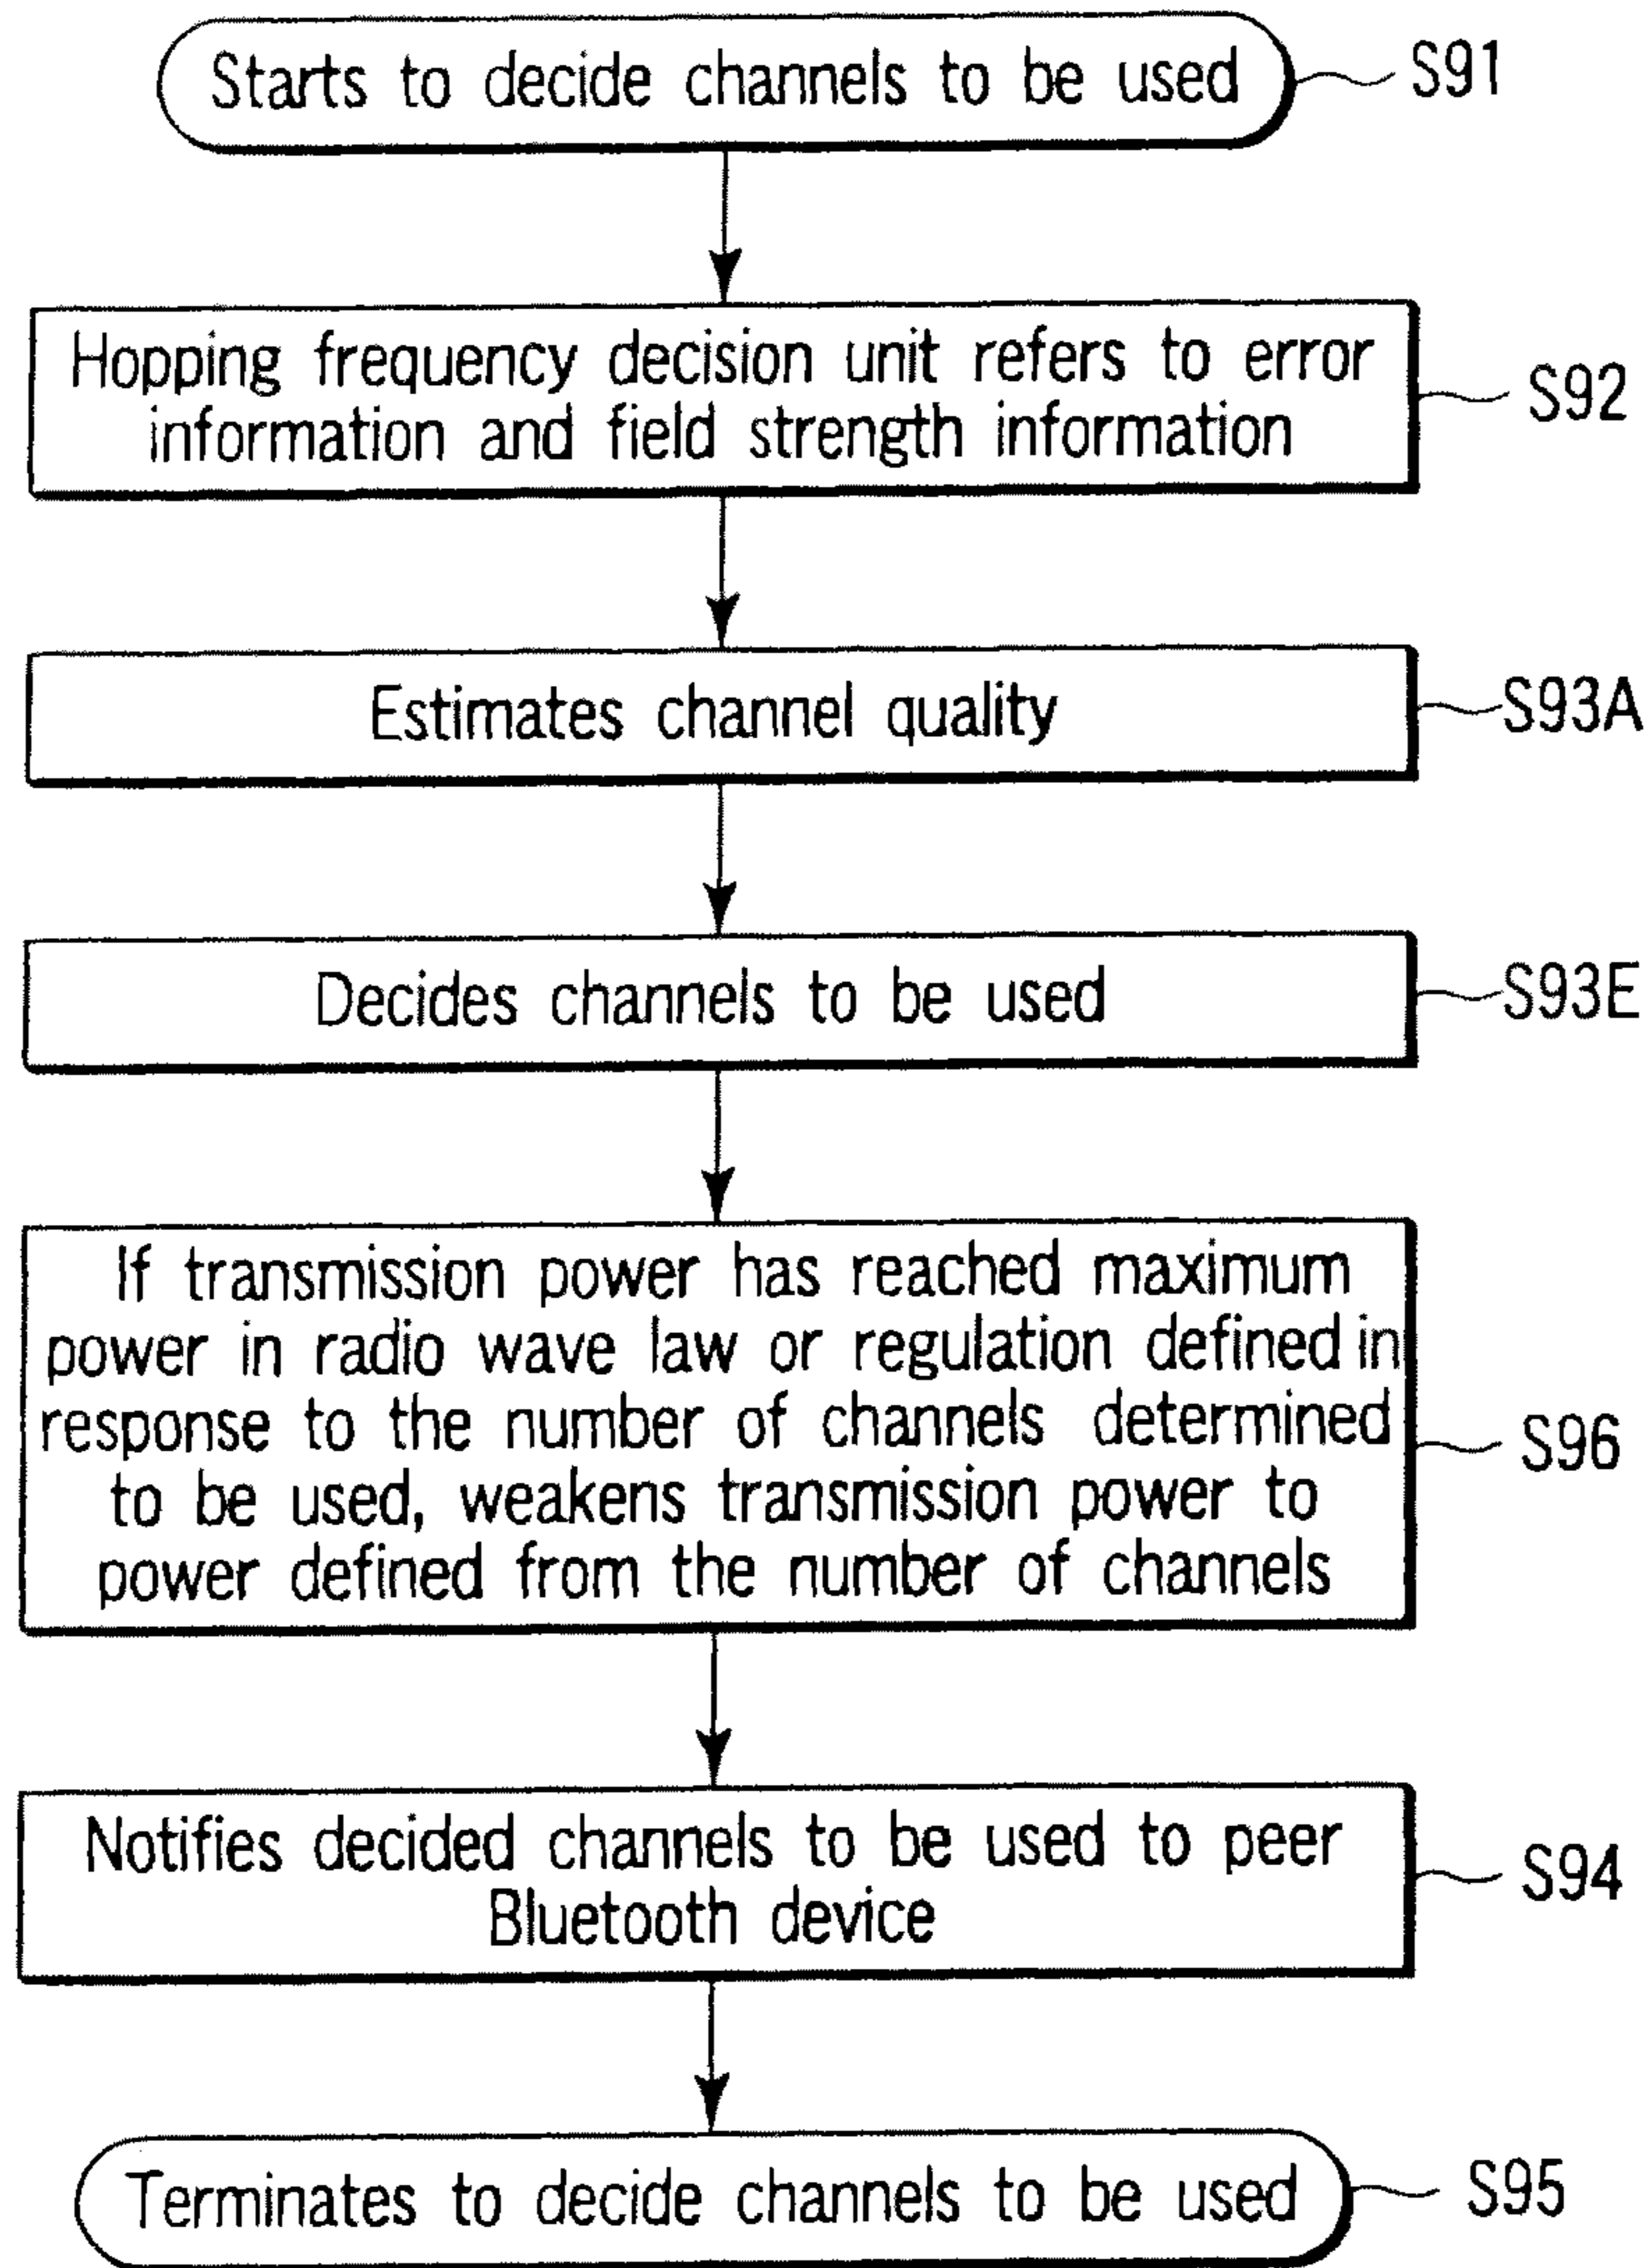 Starts to decide channels to be used
S91
Hopping frequency decision unit refers to error
information and field strength information
S92
Estimates channel quality
S93A
Decides channels to be used
S93E
If transmission power has reached maximum
power in radio wave law or regulation defined in
response to the number of channels determined
to be used, weakens transmission power to
power defined from the number of channels
S96
Notifies decided channels to be used to peer
Bluetooth device
S94
Terminates to decide channels to be used
S95